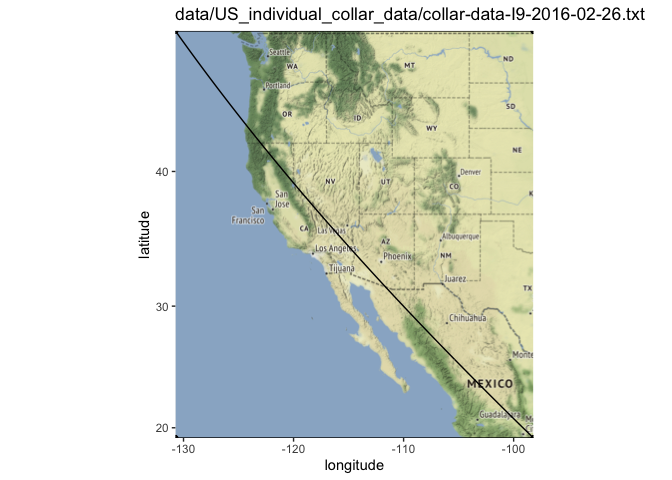 data/US_individual_collar_data/collar-data-I9-2016-02-26.txt
Seattle
WA
MT
ND
Portland
OR
ID
SD
WY
NE
40
NV
UT
Denver
CO
San
Jose
San
Francisco
CA
Las Vegas
Los Angeles
AZ
Albuquerque
NM
Phoenix
Tijuana
Juarez
TX
30
Chihuahua
Monte
MEXICO
Guadalajara
20
-130
-120
-110
-100
longitude
latitude